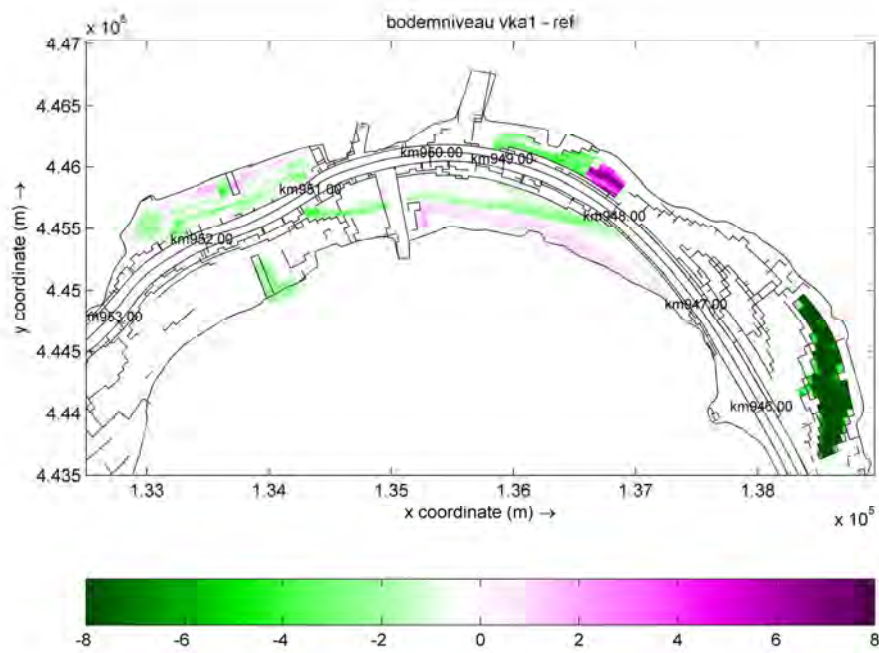 bodemniveau vka1 - ref
x 10⁵
4.47
4.465
4.46
4.455
4.45
4.445
4.44
4.435
y coordinate (m) →
km950.00
km949.00
km951.00
km948.00
km952.00
km947.00
km953.00
km946.00
1.33
1.34
1.35
1.36
1.37
1.38
x coordinate (m) →
x 10⁵
-8
-6
-4
-2
0
2
4
6
8